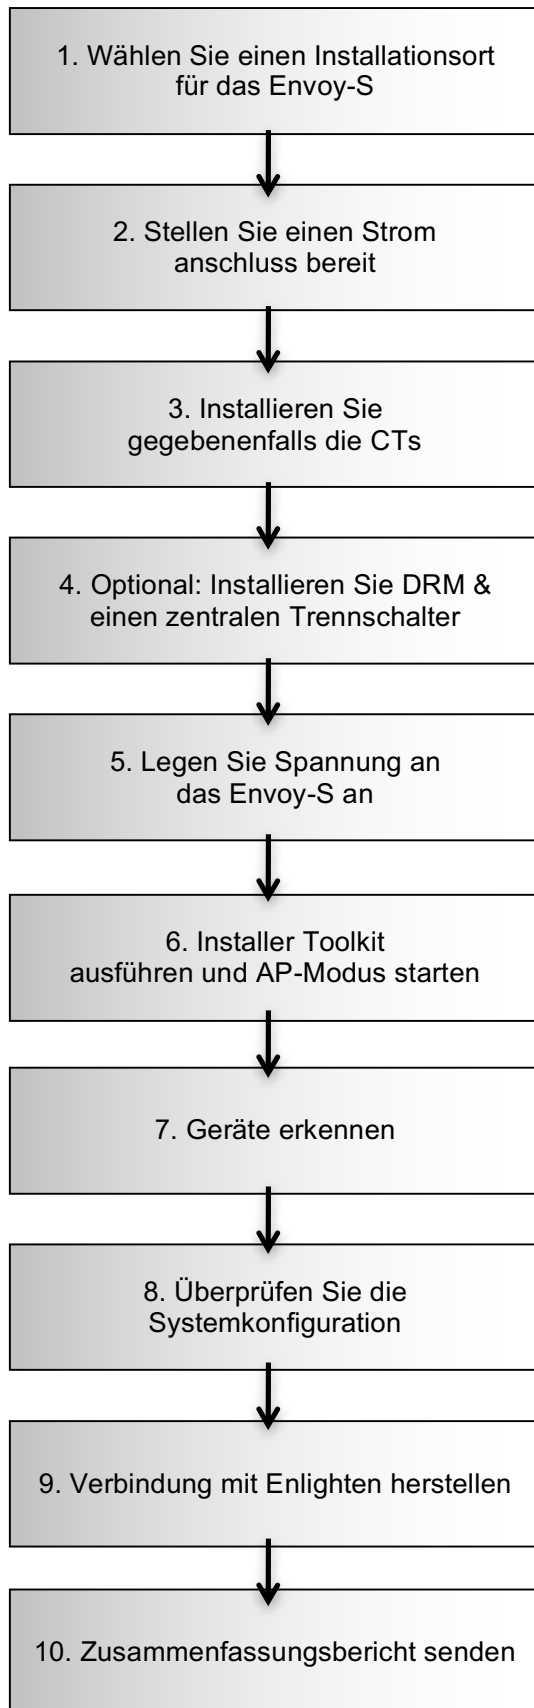 1. Wählen Sie einen Installationsort
für das Envoy-S
2. Stellen Sie einen Strom
anschluss bereit
3. Installieren Sie
gegebenenfalls die CTs
4. Optional: Installieren Sie DRM &
einen zentralen Trennschalter
5. Legen Sie Spannung an
das Envoy-S an
6. Installer Toolkit
ausführen und AP-Modus starten
7. Geräte erkennen
8. Überprüfen Sie die
Systemkonfiguration
9. Verbindung mit Enlighten herstellen
10. Zusammenfassungsbericht senden